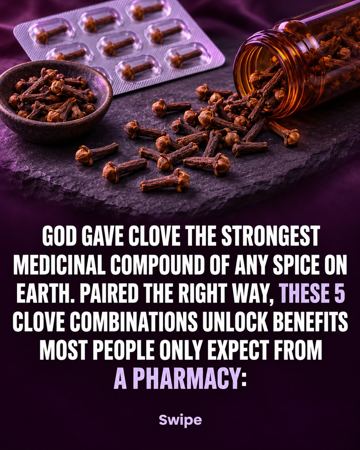 GOD GAVE CLOVE THE STRONGEST
MEDICINAL COMPOUND OF ANY SPICE ON
EARTH. PAIRED THE RIGHT WAY, THESE 5
CLOVE COMBINATIONS UNLOCK BENEFITS
MOST PEOPLE ONLY EXPECT FROM
A PHARMACY:
Swipe